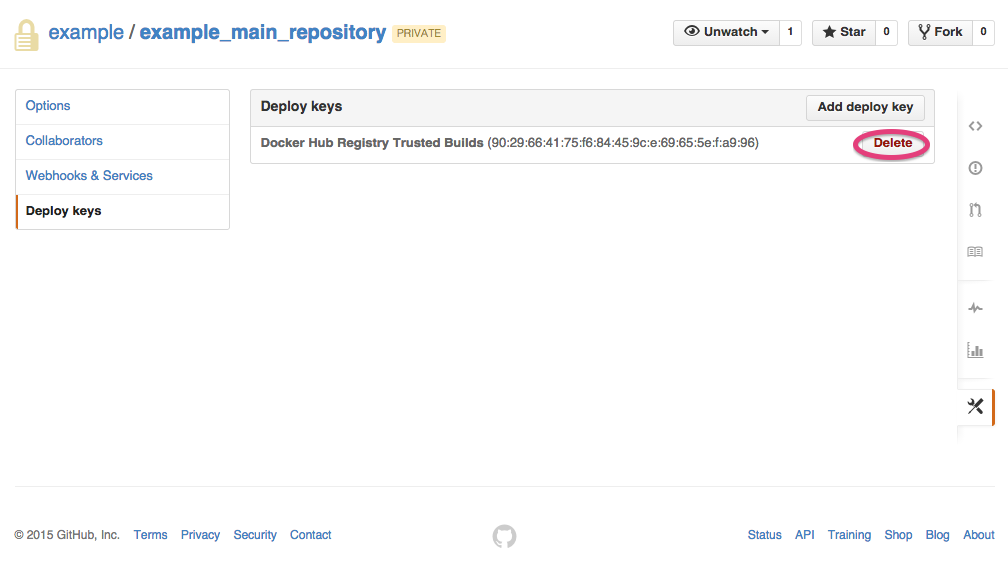 example / example_main_repository PRIVATE Unwatch 1 Star 0 Fork 0
Options
Collaborators
Webhooks & Services
Deploy keys
Deploy keys Add deploy key
Docker Hub Registry Trusted Builds (90:29:66:41:75:f6:84:45:9c:e:69:65:5e:f:a9:96) Delete
© 2015 GitHub, Inc. Terms Privacy Security Contact Status API Training Shop Blog About